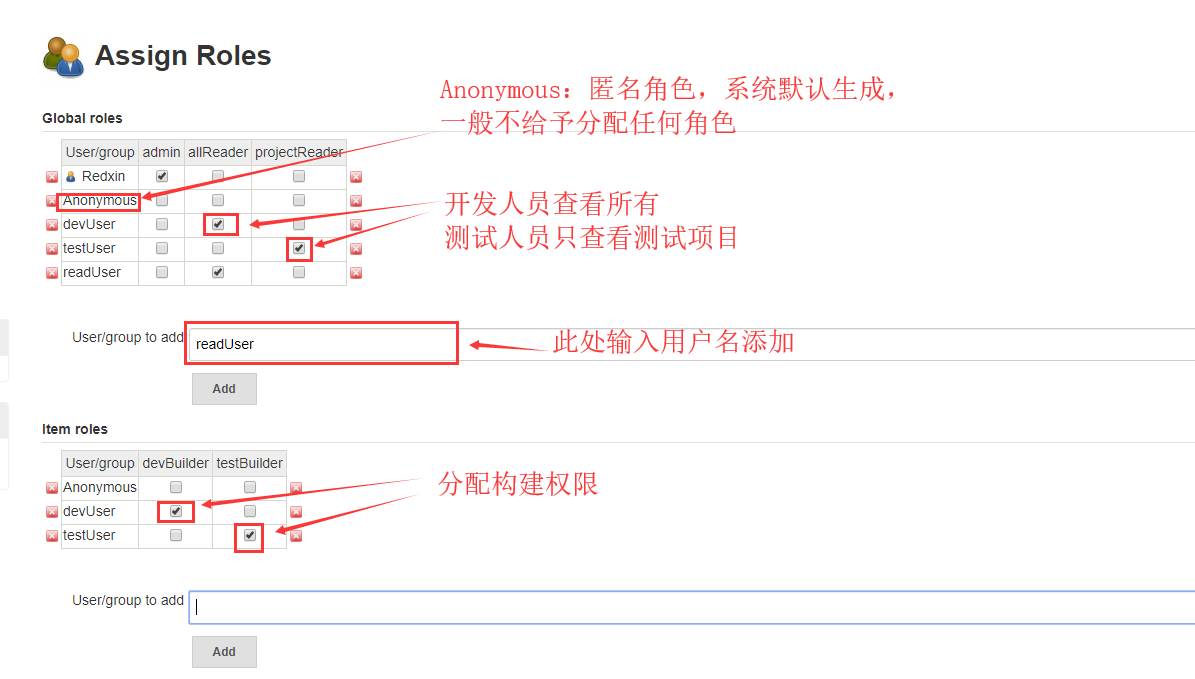 Assign Roles
Anonymous：匿名角色，系统默认生成，
一般不给予分配任何角色
Global roles
User/group admin allReader projectReader
Redxin
Anonymous
devUser
testUser
readUser
开发人员查看所有
测试人员只查看测试项目
User/group to add readUser
此处输入用户名添加
Add
Item roles
User/group devBuilder testBuilder
Anonymous
devUser
testUser
分配构建权限
User/group to add
Add